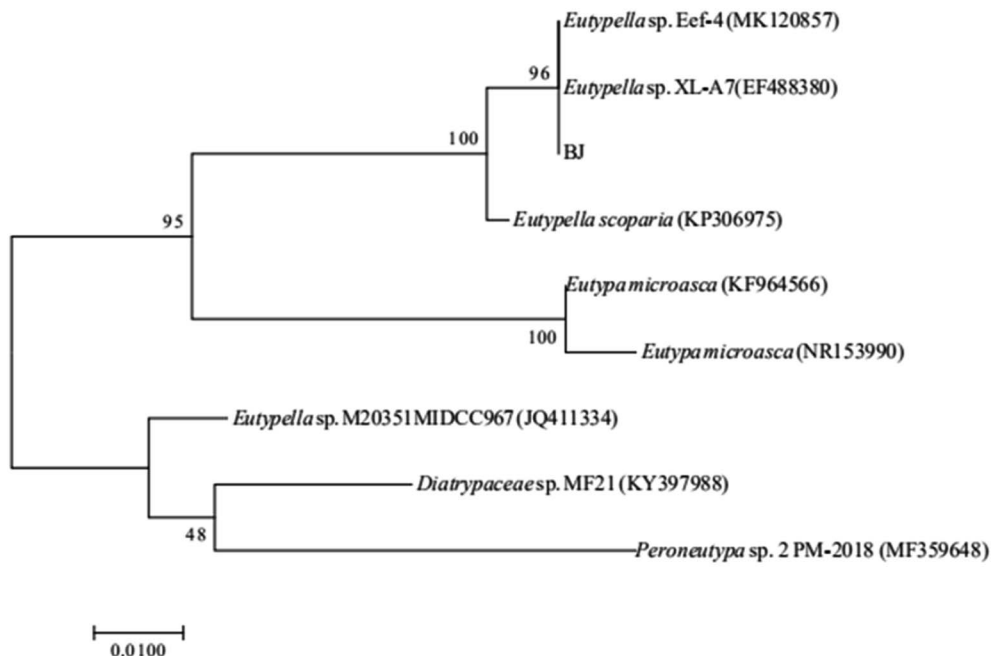 Eutypella sp. Eef-4 (MK120857)
96
Eutypella sp. XL-A7(EF488380)
100
BJ
95
Eutypella scoparia (KP306975)
Eutypa microasca (KF964566)
100
Eutypa microasca (NR153990)
Eutypella sp. M20351MIDCC967 (JQ411334)
Diatrypaceae sp. MF21 (KY397988)
48
Peroneutypa sp. 2 PM-2018 (MF359648)
0.0100